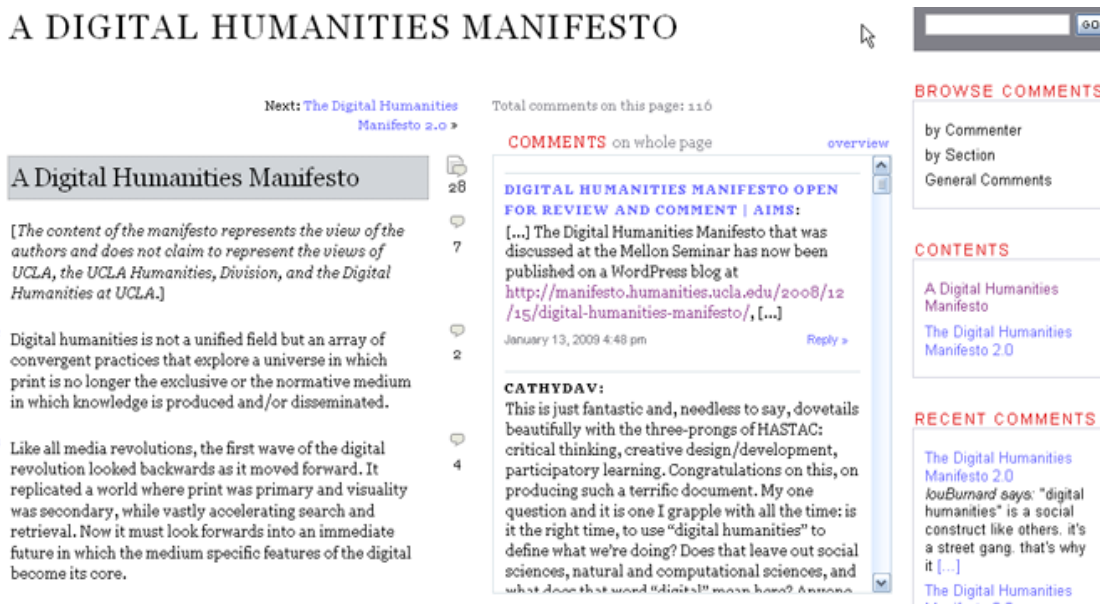 A DIGITAL HUMANITIES MANIFESTO
Next: The Digital Humanities
Manifesto 2.0 »
A Digital Humanities Manifesto
28
[The content of the manifesto represents the view of the
authors and does not claim to represent the views of
UCLA, the UCLA Humanities, Division, and the Digital
Humanities at UCLA.]
7
Digital humanities is not a unified field but an array of
convergent practices that explore a universe in which
print is no longer the exclusive or the normative medium
in which knowledge is produced and/or disseminated.
2
Like all media revolutions, the first wave of the digital
revolution looked backwards as it moved forward. It
replicated a world where print was primary and visuality
was secondary, while vastly accelerating search and
retrieval. Now it must look forwards into an immediate
future in which the medium specific features of the digital
become its core.
4
Total comments on this page: 116
COMMENTS on whole page
overview
DIGITAL HUMANITIES MANIFESTO OPEN
FOR REVIEW AND COMMENT | AIMS:
[...] The Digital Humanities Manifesto that was
discussed at the Mellon Seminar has now been
published on a WordPress blog at
http://manifesto.humanities.ucla.edu/2008/12
/15/digital-humanities-manifesto/, [...]
January 13, 2009 4:48 pm
Reply »
CATHYDAV:
This is just fantastic and, needless to say, dovetails
beautifully with the three-prongs of HASTAC:
critical thinking, creative design/development,
participatory learning. Congratulations on this, on
producing such a terrific document. My one
question and it is one I grapple with all the time: is
it the right time, to use "digital humanities" to
define what we're doing? Does that leave out social
sciences, natural and computational sciences, and
what does that word "digital" mean here? Anyone
GO
BROWSE COMMENTS
by Commenter
by Section
General Comments
CONTENTS
A Digital Humanities
Manifesto
The Digital Humanities
Manifesto 2.0
RECENT COMMENTS
The Digital Humanities
Manifesto 2.0
louBurnard says: "digital
humanities" is a social
construct like others. it's
a street gang. that's why
it [...]
The Digital Humanities